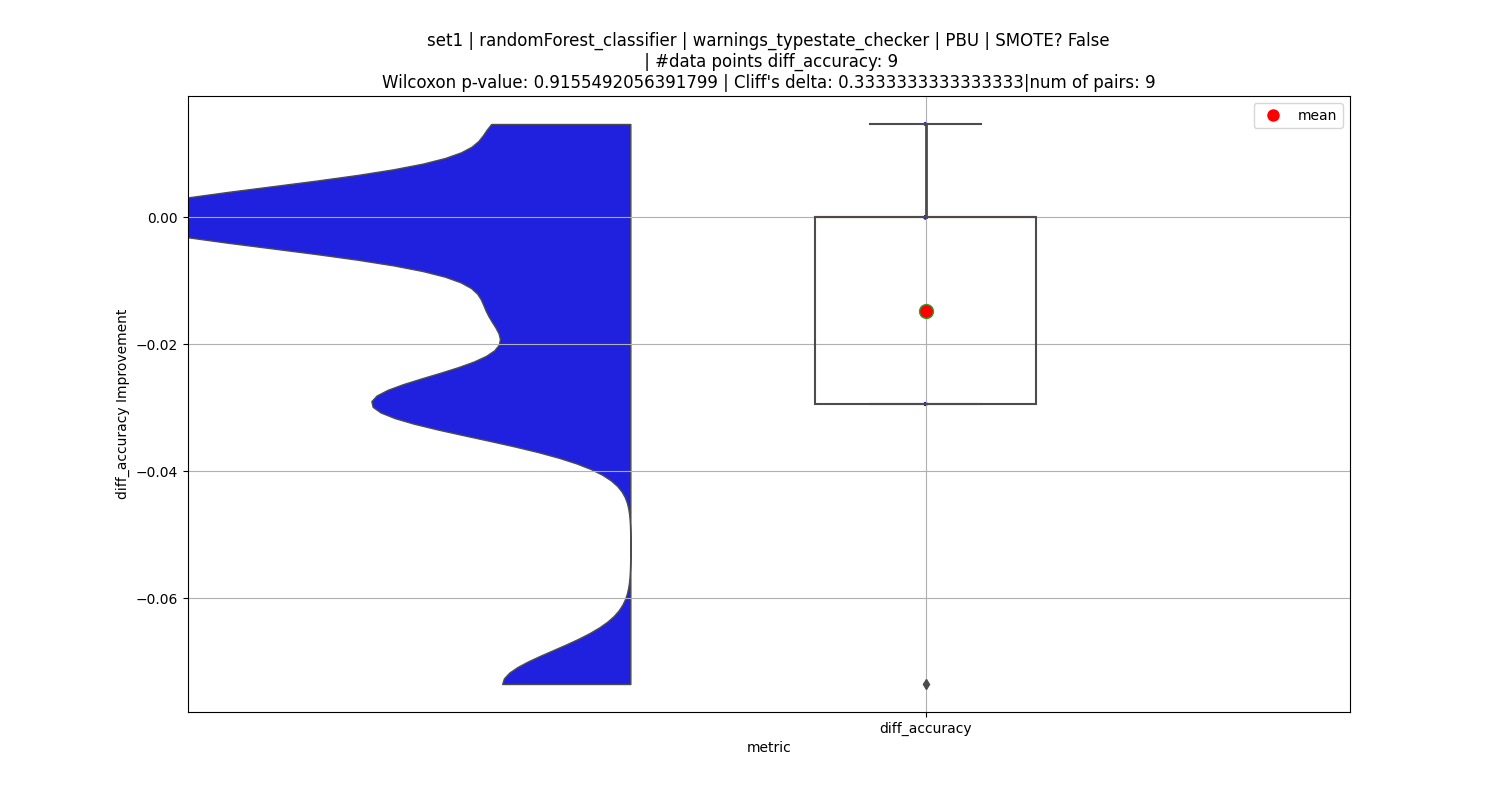 set1 | randomForest_classifier | warnings_typestate_checker | PBU | SMOTE? False
| #data points diff_accuracy: 9
Wilcoxon p-value: 0.9155492056391799 | Cliff's delta: 0.3333333333333333|num of pairs: 9
mean
0.00
−0.02
−0.04
−0.06
diff_accuracy Improvement
diff_accuracy
metric